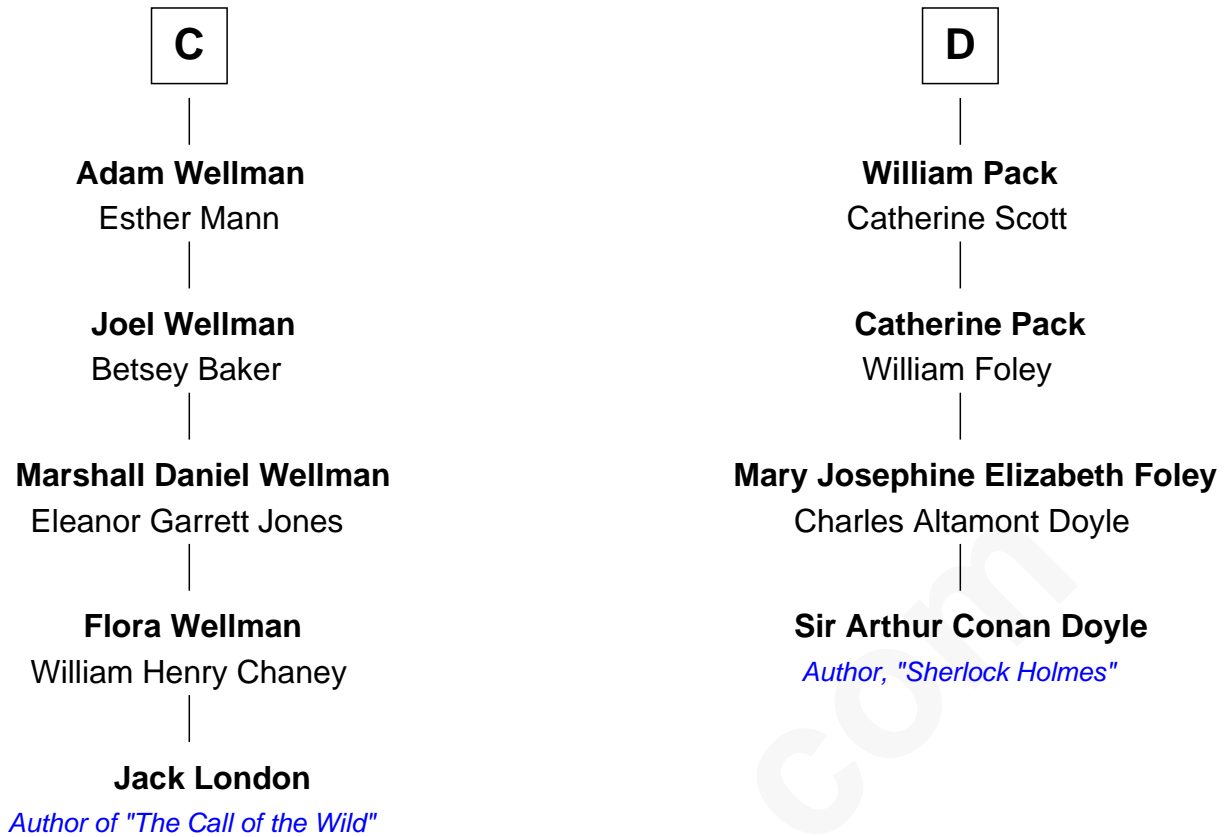 C
Adam Wellman
Esther Mann
Joel Wellman
Betsey Baker
Marshall Daniel Wellman
Eleanor Garrett Jones
Flora Wellman
William Henry Chaney
Jack London
Author of "The Call of the Wild"
D
William Pack
Catherine Scott
Catherine Pack
William Foley
Mary Josephine Elizabeth Foley
Charles Altamont Doyle
Sir Arthur Conan Doyle
Author, "Sherlock Holmes"
com